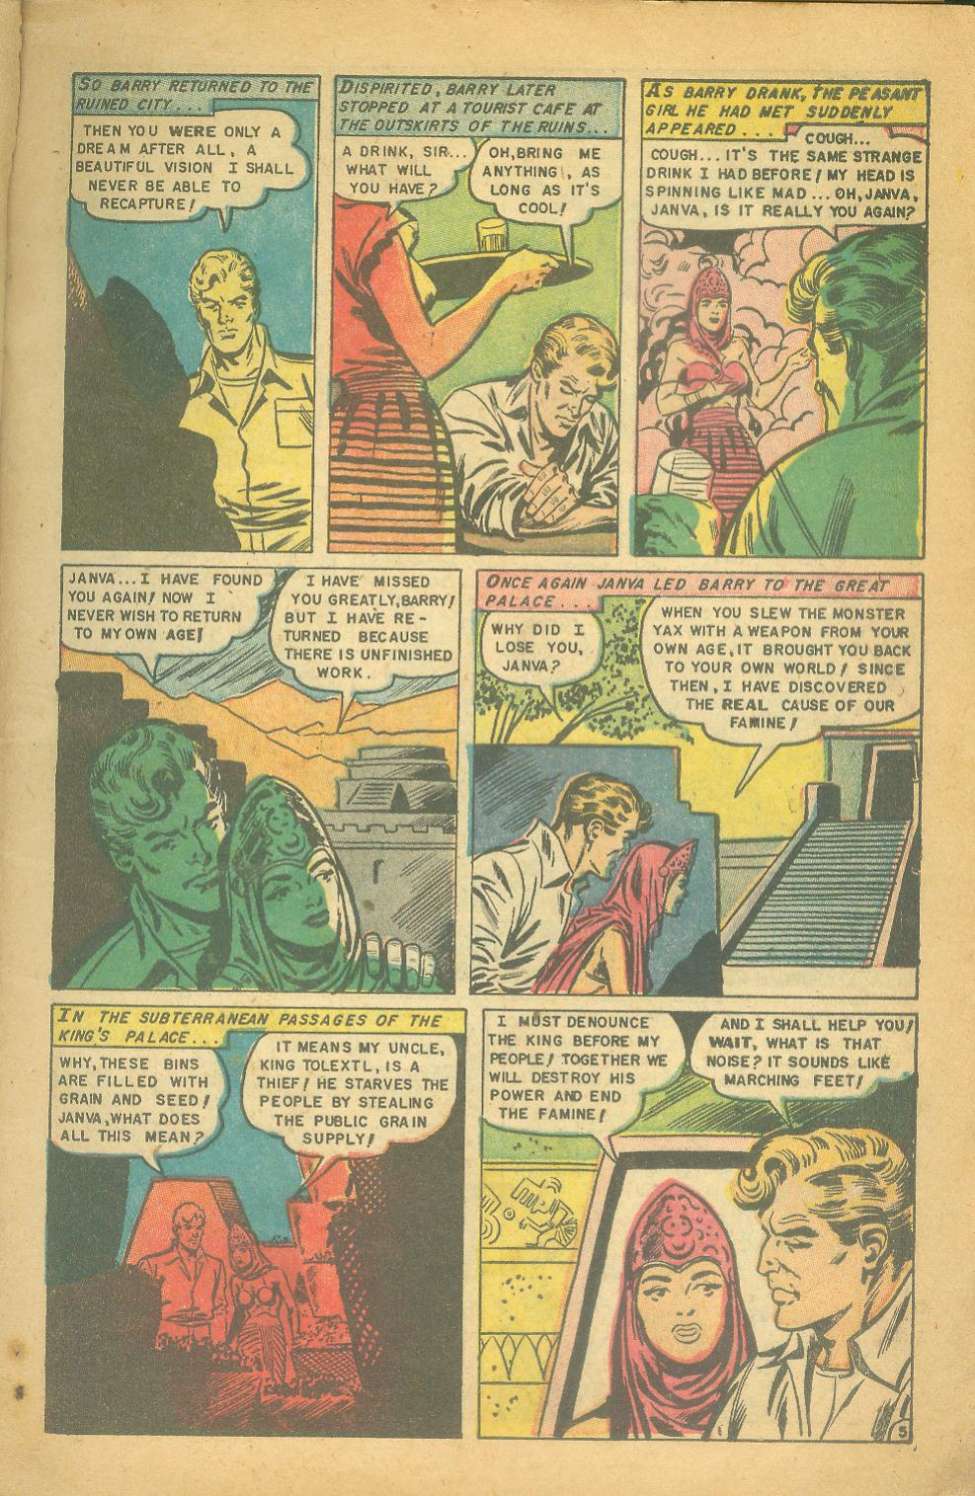 SO BARRY RETURNED TO THE
RUINED CITY...
THEN YOU WERE ONLY A
DREAM AFTER ALL, A
BEAUTIFUL VISION I SHALL
NEVER BE ABLE TO
RECAPTURE!
DISPIRITED, BARRY LATER
STOPPED AT A TOURIST CAFE AT
THE OUTSKIRTS OF THE RUINS...
A DRINK, SIR...
WHAT WILL
YOU HAVE?
OH, BRING ME
ANYTHING, AS
LONG AS IT'S
COOL!
AS BARRY DRANK, THE PEASANT
GIRL HE HAD MET SUDDENLY
APPEARED...
COUGH...
COUGH... IT'S THE SAME STRANGE
DRINK I HAD BEFORE! MY HEAD IS
SPINNING LIKE MAD... OH, JANVA,
JANVA, IS IT REALLY YOU AGAIN?
JANVA... I HAVE FOUND
YOU AGAIN! NOW I
NEVER WISH TO RETURN
TO MY OWN AGE!
I HAVE MISSED
YOU GREATLY, BARRY!
BUT I HAVE RE-
TURNED BECAUSE
THERE IS UNFINISHED
WORK.
ONCE AGAIN JANVA LED BARRY TO THE GREAT
PALACE...
WHY DID I
LOSE YOU,
JANVA?
WHEN YOU SLEW THE MONSTER
YAX WITH A WEAPON FROM YOUR
OWN AGE, IT BROUGHT YOU BACK
TO YOUR OWN WORLD! SINCE
THEN, I HAVE DISCOVERED
THE REAL CAUSE OF OUR
FAMINE!
IN THE SUBTERRANEAN PASSAGES OF THE
KING'S PALACE...
WHY, THESE BINS
ARE FILLED WITH
GRAIN AND SEED!
JANVA, WHAT DOES
ALL THIS MEAN?
IT MEANS MY UNCLE,
KING TOLEXTL, IS A
THIEF! HE STARVES THE
PEOPLE BY STEALING
THE PUBLIC GRAIN
SUPPLY!
I MUST DENOUNCE
THE KING BEFORE MY
PEOPLE! TOGETHER WE
WILL DESTROY HIS
POWER AND END
THE FAMINE!
AND I SHALL HELP YOU!
WAIT, WHAT IS THAT
NOISE? IT SOUNDS LIKE
MARCHING FEET!
5